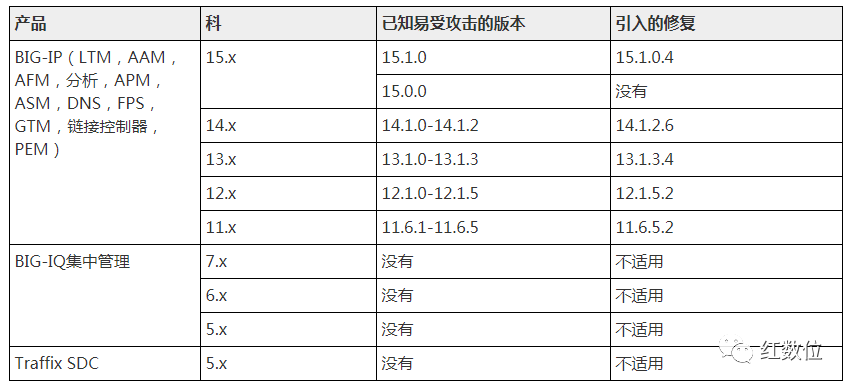 产品 科 已知易受攻击的版本 引入的修复
BIG-IP（LTM，AAM， 15.x 15.1.0 15.1.0.4
AFM，分析，APM，
ASM，DNS，FPS， 15.0.0 没有
GTM，链接控制器， 14.x 14.1.0-14.1.2 14.1.2.6
PEM） 13.x 13.1.0-13.1.3 13.1.3.4
12.x 12.1.0-12.1.5 12.1.5.2
11.x 11.6.1-11.6.5 11.6.5.2
BIG-IQ集中管理 7.x 没有 不适用
6.x 没有 不适用
5.x 没有 不适用
Traffix SDC 5.x 没有 不适用
红数位